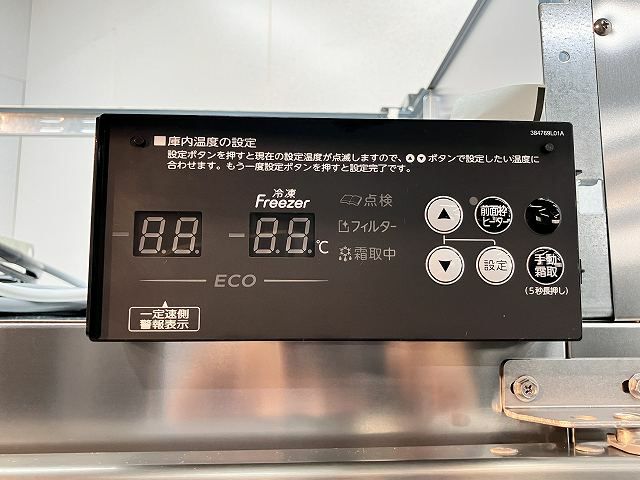 384769L01A
■庫内温度の設定
設定ボタンを押すと現在の設定温度が点滅しますので、▲▼ボタンで設定したい温度に
合わせます。もう一度設定ボタンを押すと設定完了です。
冷凍
Freezer
点検
フィルター
霜取中
-88
-88℃
ECO
▲
▼
前面枠
ヒーター
設定
手動
霜取
(5秒長押し)
▲
一定速側
警報表示